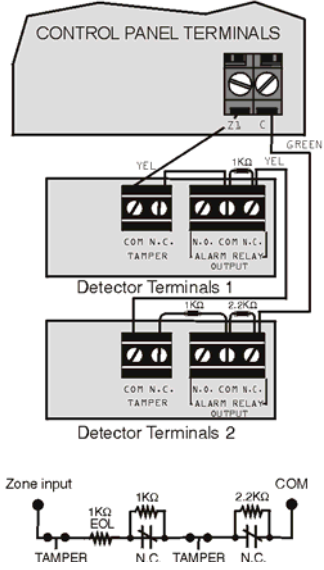 CONTROL PANEL TERMINALS
Z1 C
GREEN
YEL 1KΩ YEL
COM N.C. N.O. COM N.C.
TAMPER ALARM RELAY
OUTPUT
Detector Terminals 1
1KΩ 2.2KΩ
COM N.C. N.O. COM N.C.
TAMPER ALARM RELAY
OUTPUT
Detector Terminals 2
Zone input COM
1KΩ 1KΩ 2.2KΩ
EOL
TAMPER N.C. TAMPER N.C.